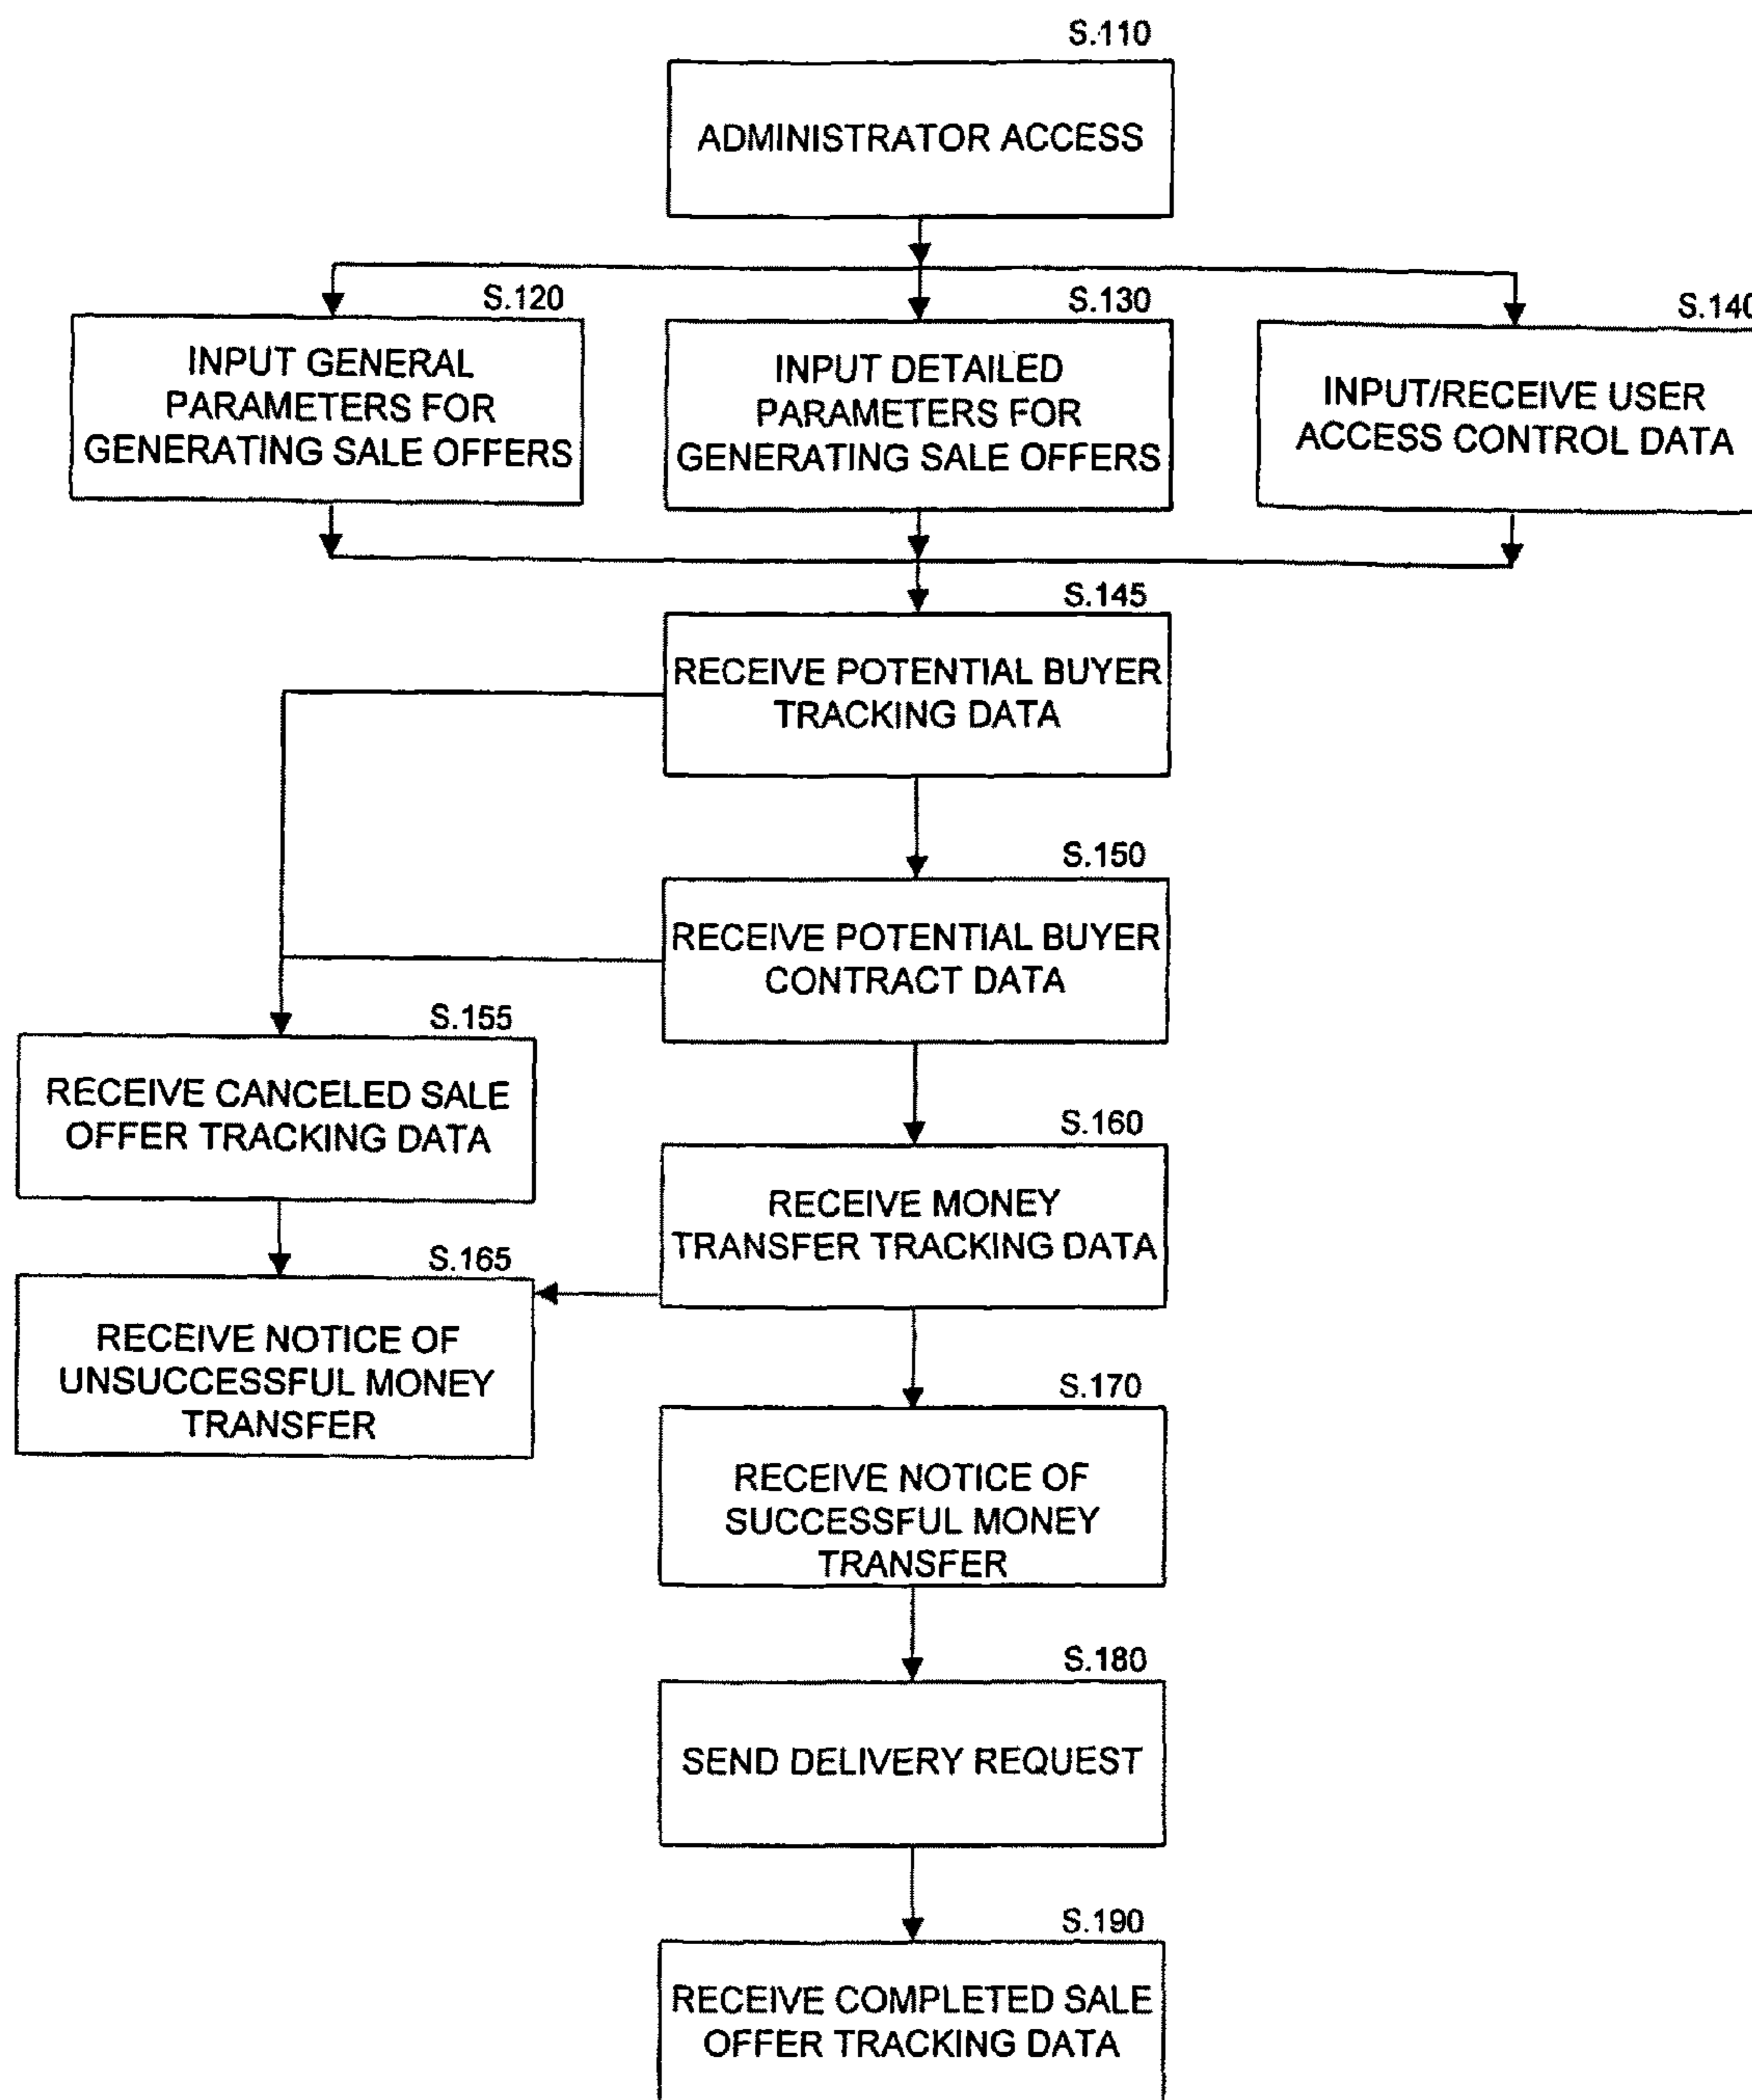 S.110
ADMINISTRATOR ACCESS
S.120
INPUT GENERAL
PARAMETERS FOR
GENERATING SALE OFFERS
S.130
INPUT DETAILED
PARAMETERS FOR
GENERATING SALE OFFERS
S.140
INPUT/RECEIVE USER
ACCESS CONTROL DATA
S.145
RECEIVE POTENTIAL BUYER
TRACKING DATA
S.150
RECEIVE POTENTIAL BUYER
CONTRACT DATA
S.155
RECEIVE CANCELED SALE
OFFER TRACKING DATA
S.160
RECEIVE MONEY
TRANSFER TRACKING DATA
S.165
RECEIVE NOTICE OF
UNSUCCESSFUL MONEY
TRANSFER
S.170
RECEIVE NOTICE OF
SUCCESSFUL MONEY
TRANSFER
S.180
SEND DELIVERY REQUEST
S.190
RECEIVE COMPLETED SALE
OFFER TRACKING DATA